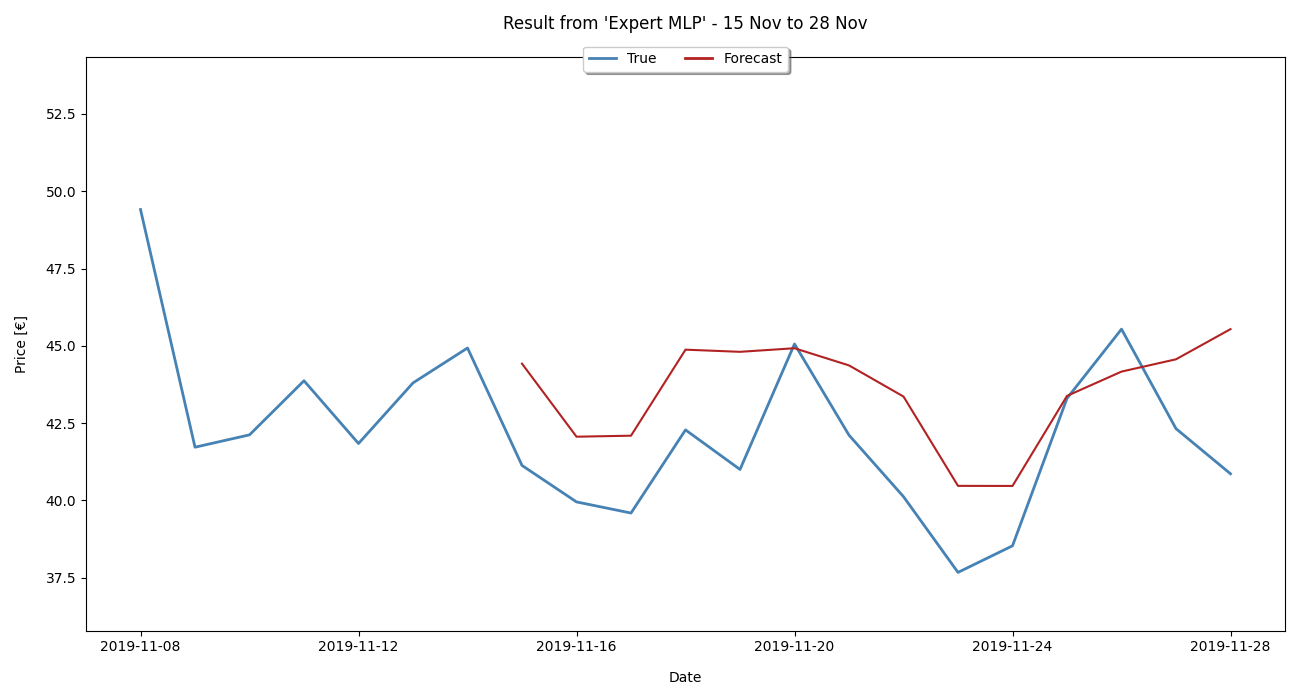 Result from 'Expert MLP' - 15 Nov to 28 Nov
True Forecast
52.5
50.0
47.5
45.0
42.5
40.0
37.5
Price [€]
2019-11-08 2019-11-12 2019-11-16 2019-11-20 2019-11-24 2019-11-28
Date